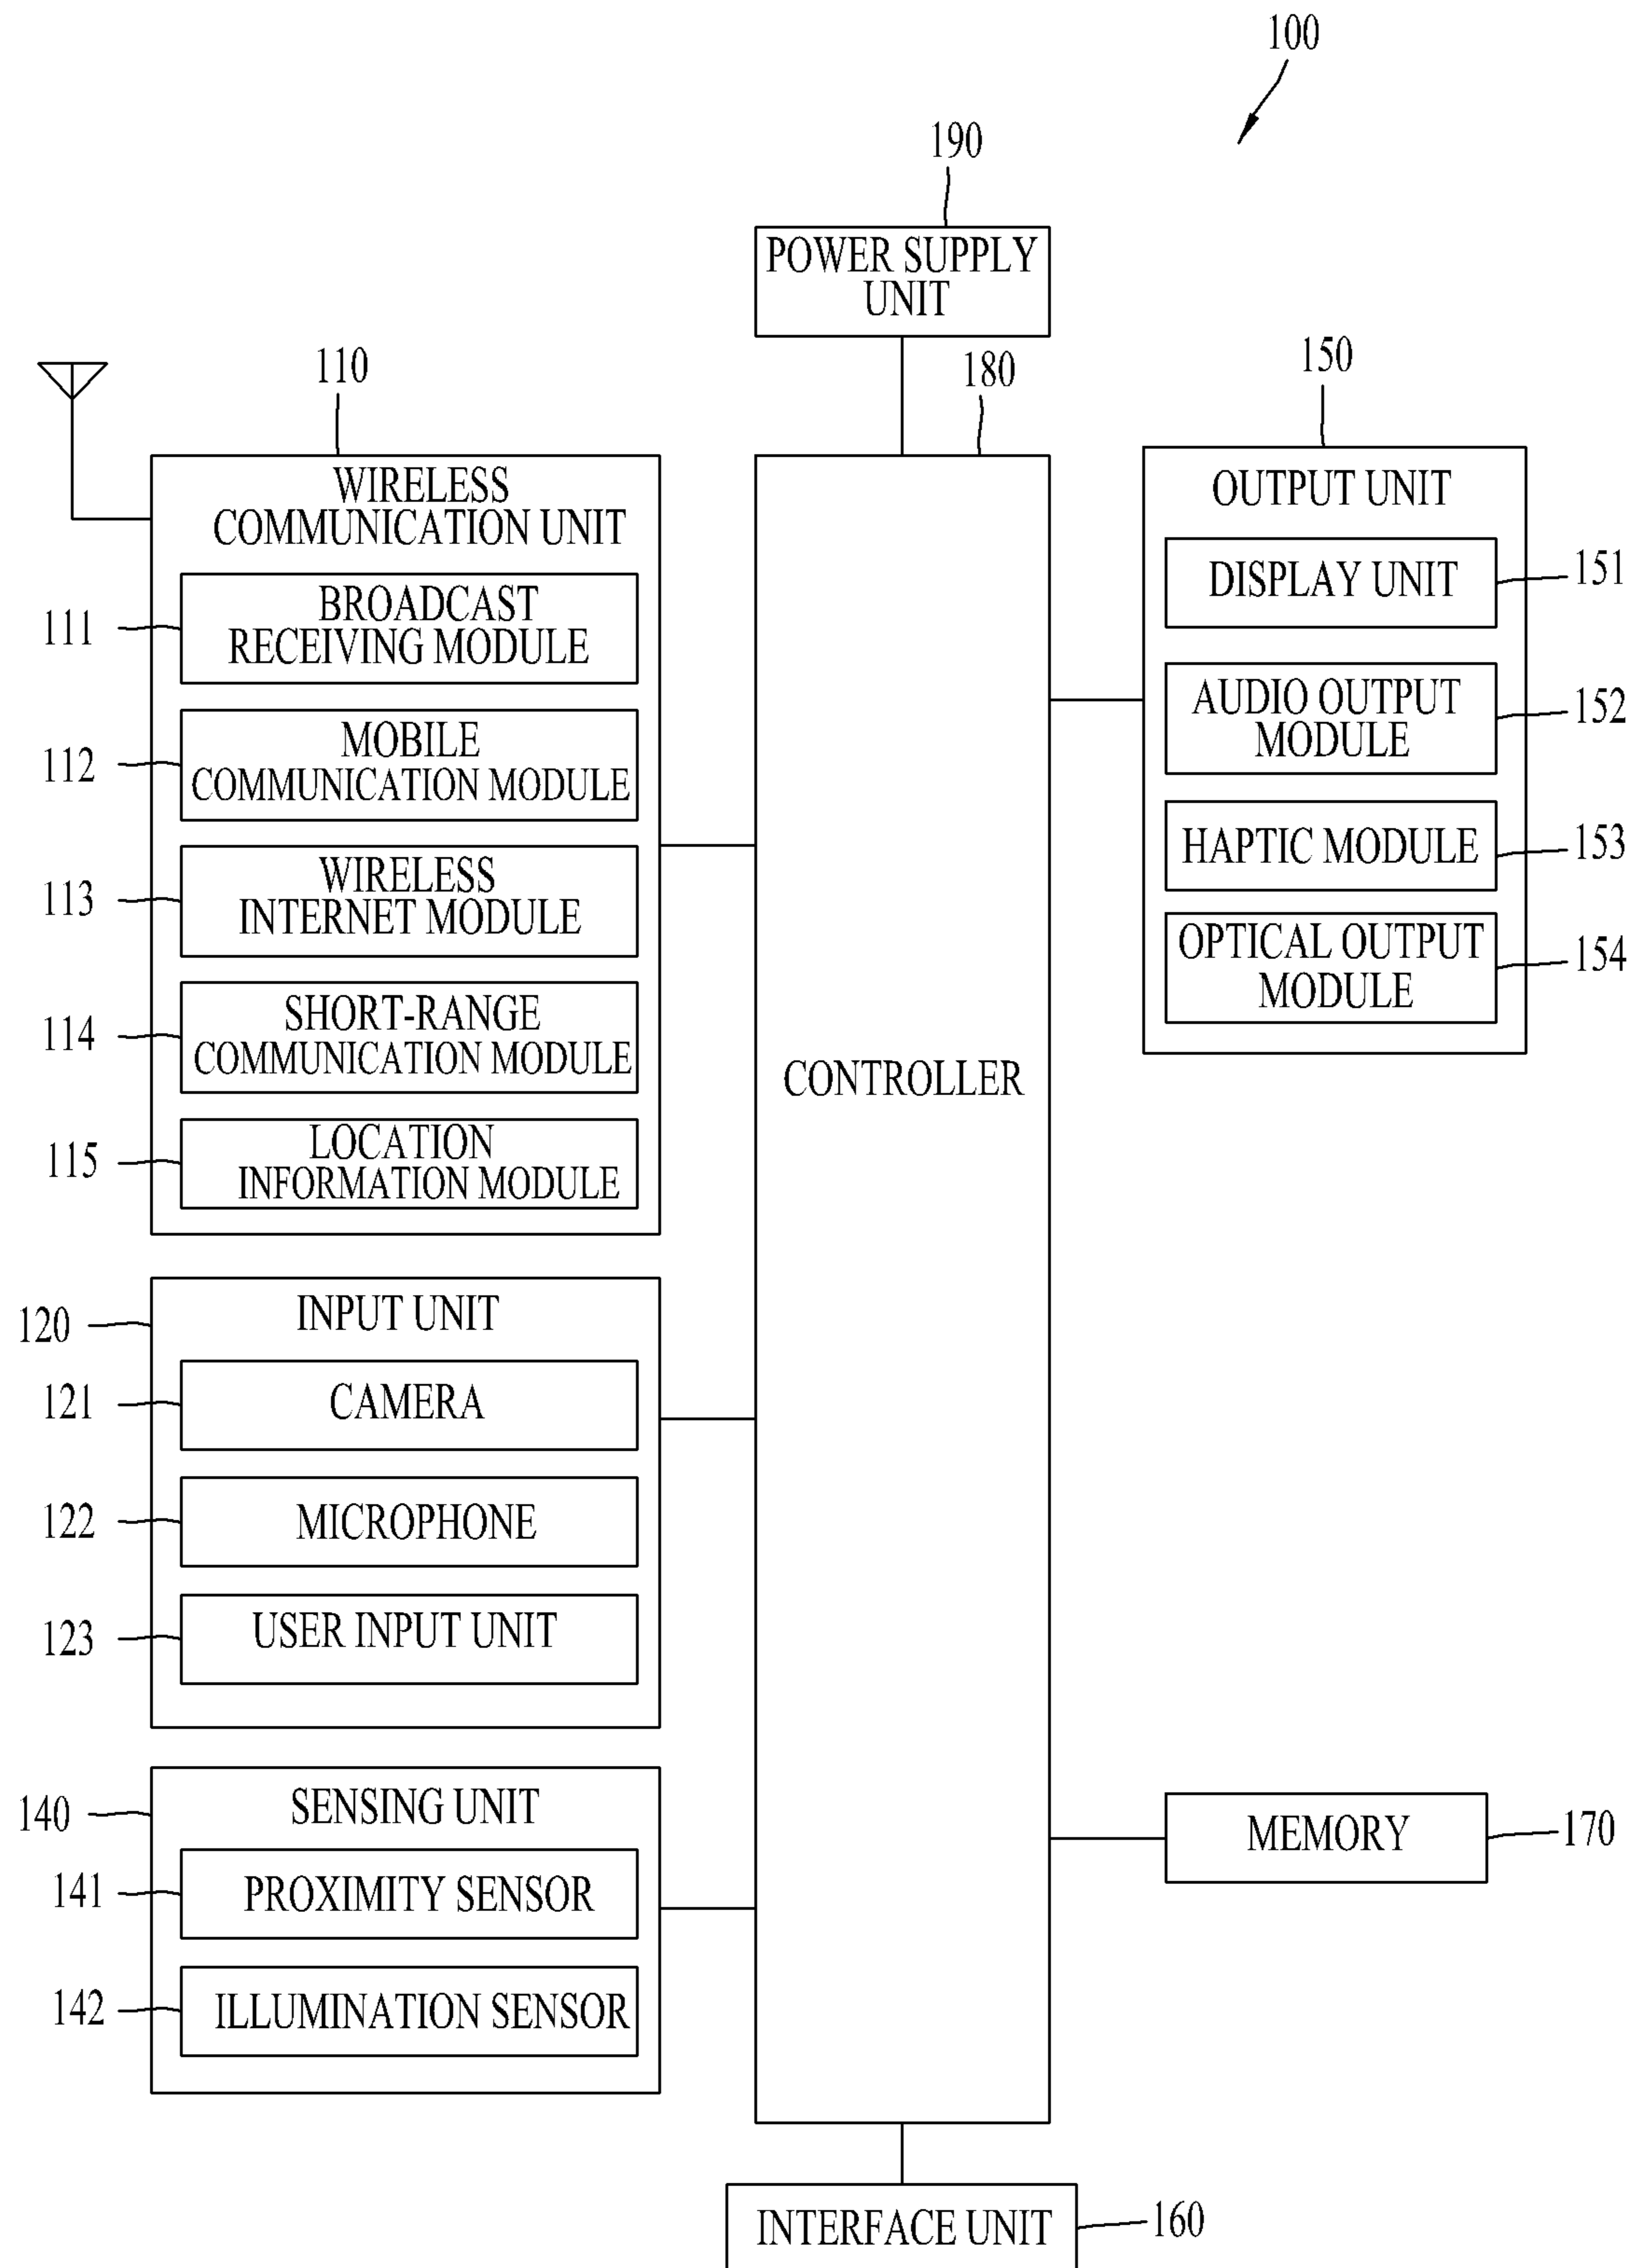 100
190
POWER SUPPLY
UNIT
110
180
150
WIRELESS
COMMUNICATION UNIT
111
BROADCAST
RECEIVING MODULE
112
MOBILE
COMMUNICATION MODULE
113
WIRELESS
INTERNET MODULE
114
SHORT-RANGE
COMMUNICATION MODULE
115
LOCATION
INFORMATION MODULE
120
INPUT UNIT
121
CAMERA
122
MICROPHONE
123
USER INPUT UNIT
140
SENSING UNIT
141
PROXIMITY SENSOR
142
ILLUMINATION SENSOR
CONTROLLER
OUTPUT UNIT
DISPLAY UNIT
151
AUDIO OUTPUT
MODULE
152
HAPTIC MODULE
153
OPTICAL OUTPUT
MODULE
154
MEMORY
170
INTERFACE UNIT
160